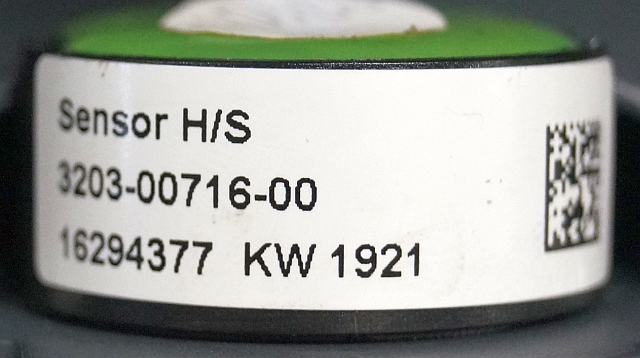 Sensor H/S
3203-00716-00
16294377 KW 1921